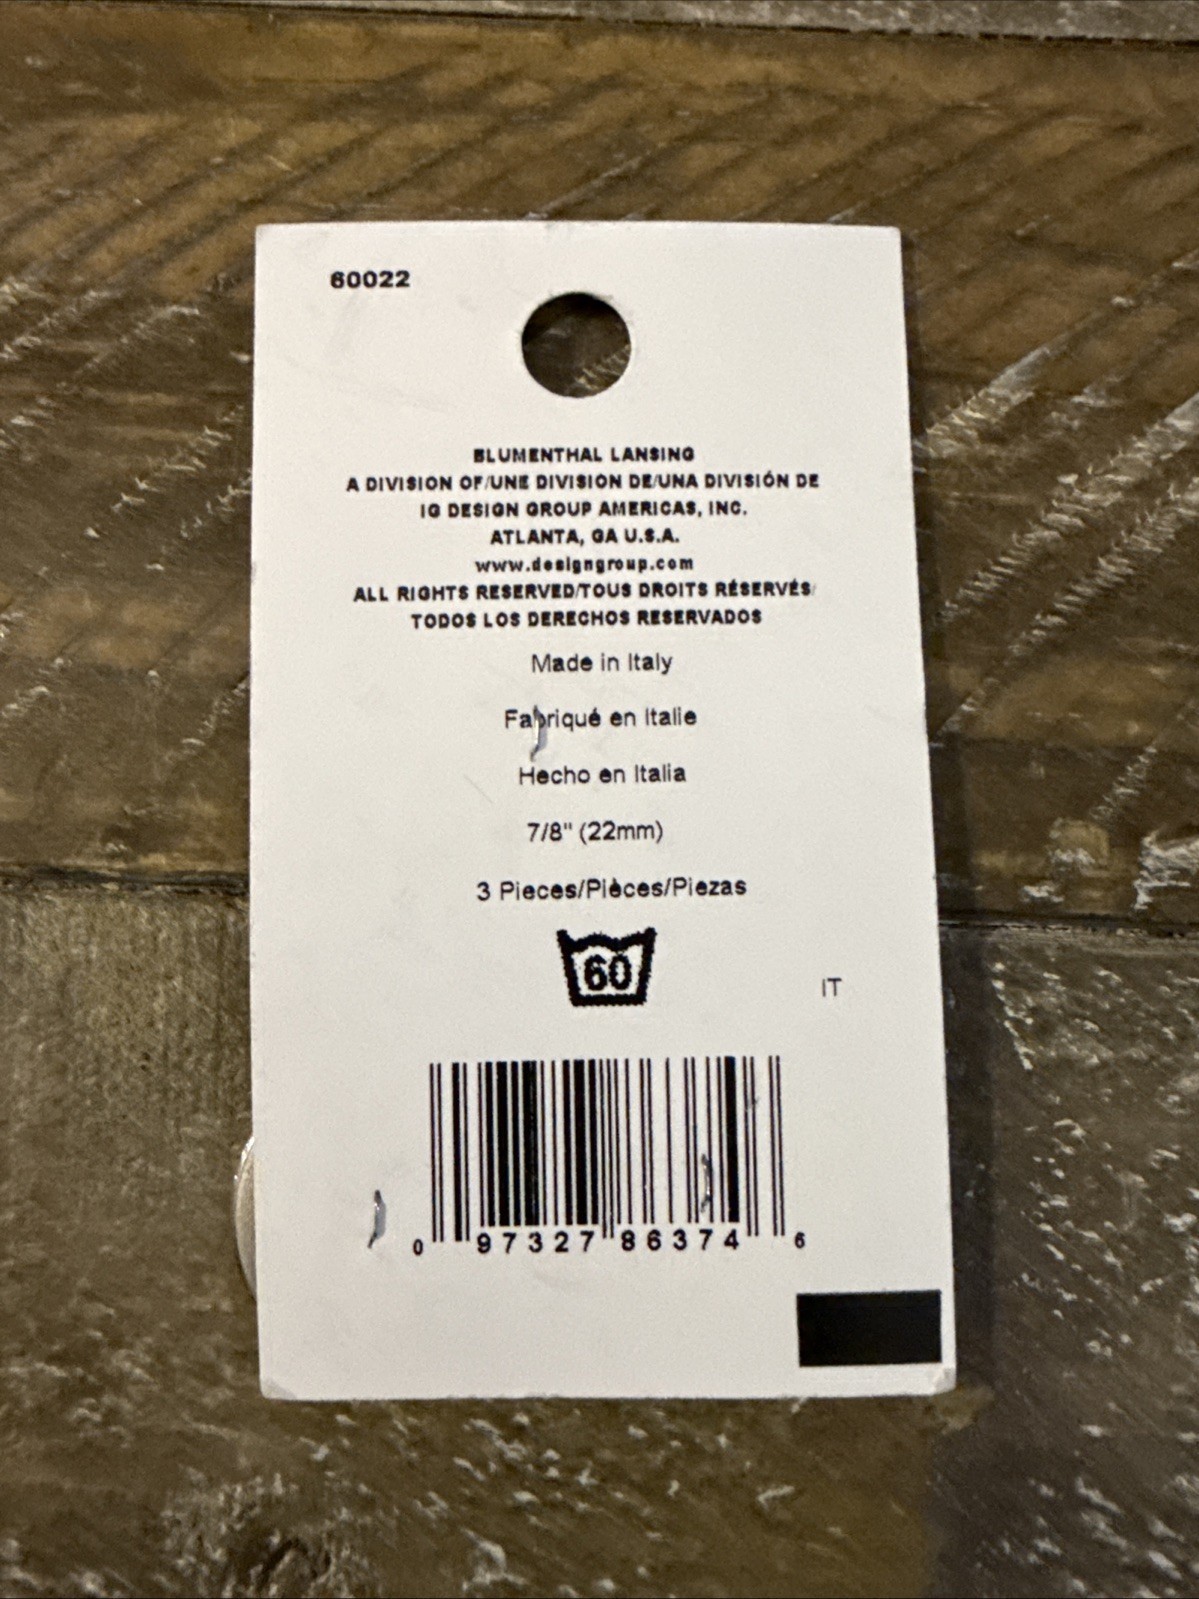 60022
BLUMENTHAL LANSING
A DIVISION OF/UNE DIVISION DE/UNA DIVISIÓN DE
IG DESIGN GROUP AMERICAS, INC.
ATLANTA, GA U.S.A.
www.designgroup.com
ALL RIGHTS RESERVED/TOUS DROITS RÉSERVÉS/
TODOS LOS DERECHOS RESERVADOS
Made in Italy
Fabriqué en Italie
Hecho en Italia
7/8" (22mm)
3 Pieces/Pièces/Piezas
60
IT
0 97327 86374 6